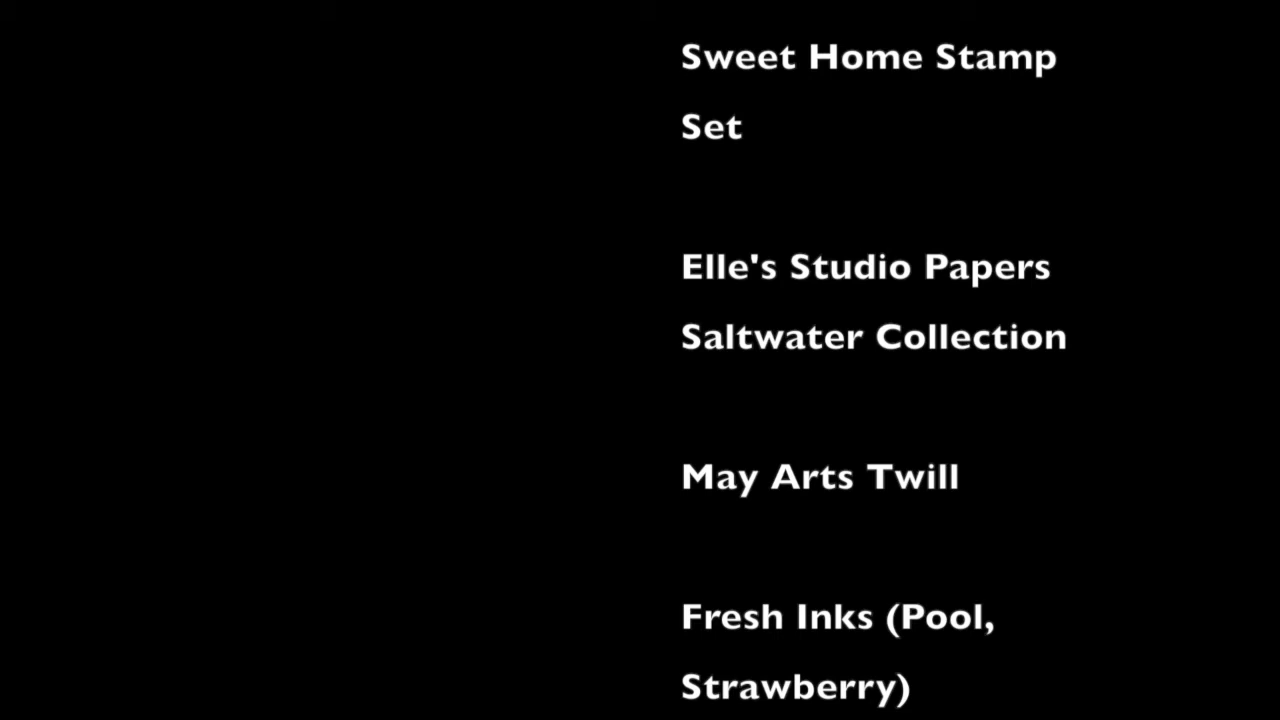 Sweet Home Stamp
Set
Elle's Studio Papers
Saltwater Collection
May Arts Twill
Fresh Inks (Pool,
Strawberry)